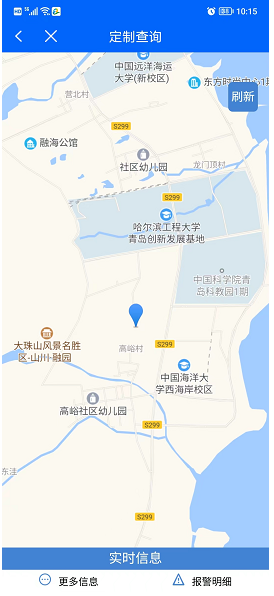 10:15
定制查询
中国远洋海运
大学(新校区)
营北村
东方时尚中心1期
刷新
S299
融海公馆
社区幼儿园
龙门顶村
S299
哈尔滨工程大学
青岛创新发展基地
中国科学院青
岛科教园1期
大珠山风景名胜
区-山州·融园
高峪村
S299
中国海洋大
学西海岸校区
高峪社区幼儿园
S299
东洼
S299
实时信息
更多信息
报警明细